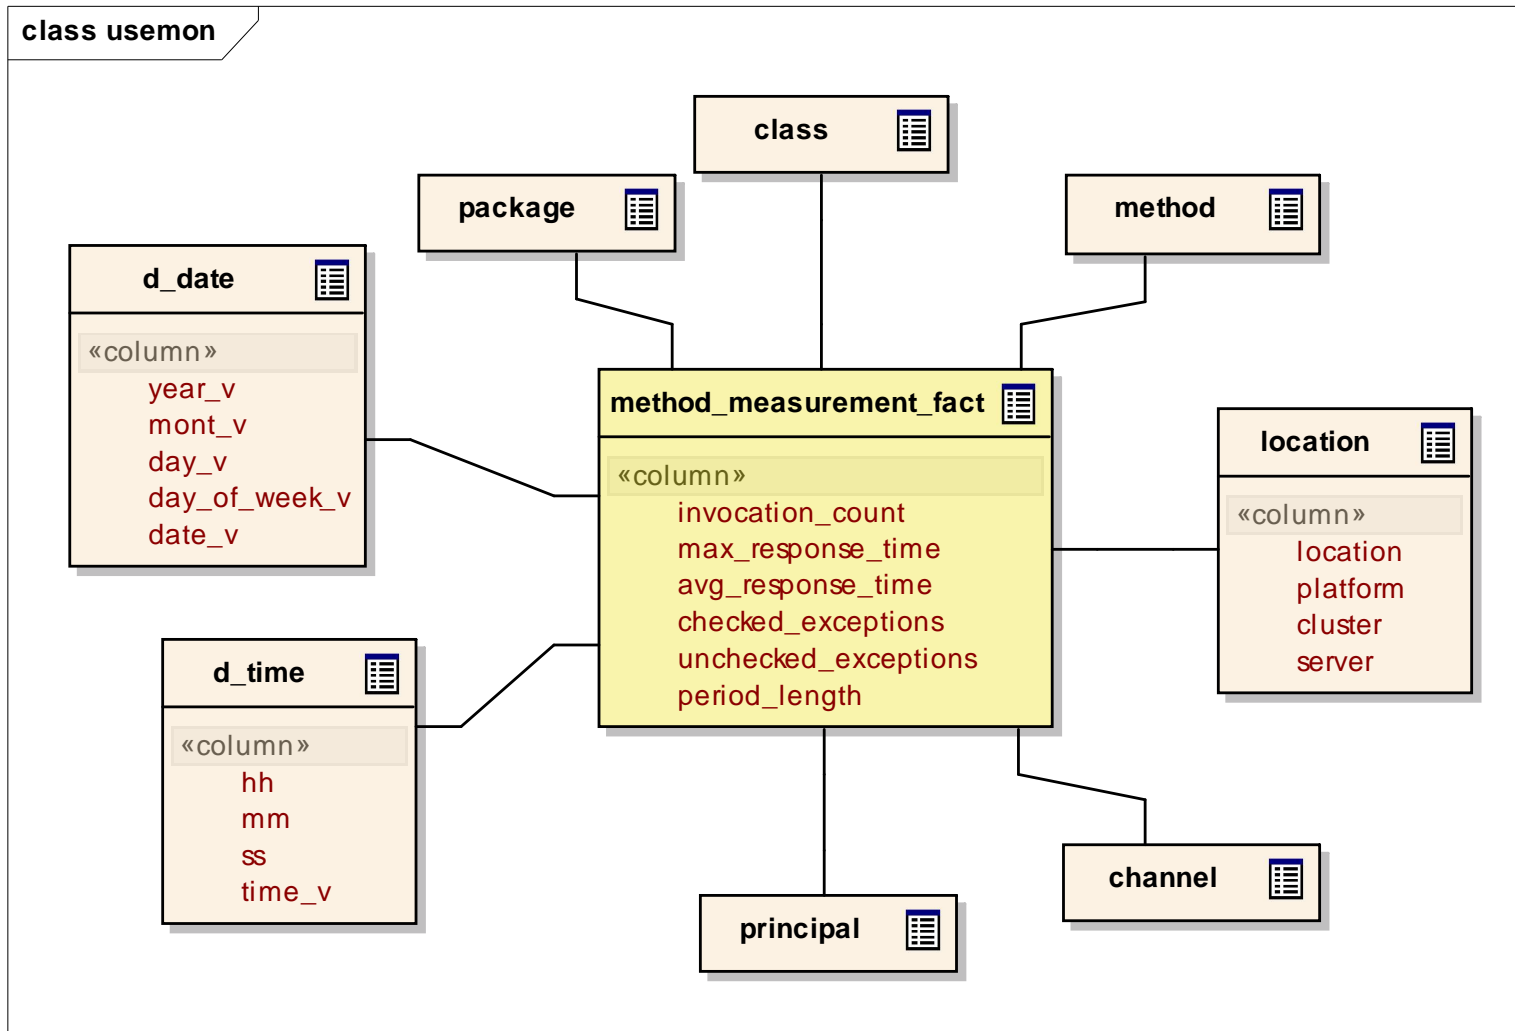 class usemon
class
package
method
d_date
«column»
year_v
mont_v
day_v
day_of_week_v
date_v
method_measurement_fact
«column»
invocation_count
max_response_time
avg_response_time
checked_exceptions
unchecked_exceptions
period_length
location
«column»
location
platform
cluster
server
d_time
«column»
hh
mm
ss
time_v
channel
principal